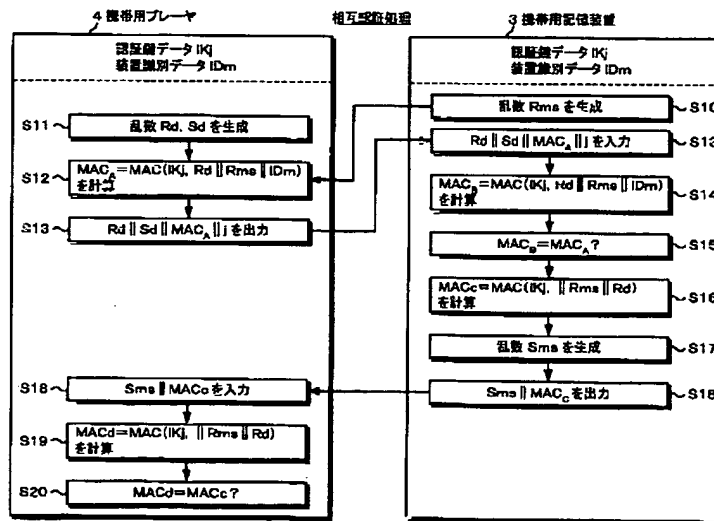 4 携帯用プレーヤ
相互認証処理
3 携帯用記憶装置
認証鍵データ IKj
装置識別データ IDm
認証鍵データ IKj
装置識別データ IDm
乱数 Rms を生成
S10
S11
乱数 Rd, Sd を生成
Rd‖Sd‖MAC_A‖j を入力
S13
S12
MAC_A=MAC(IKj, Rd‖Rms‖IDm)
を計算
MAC_B=MAC(IKj, Rd‖Rms‖IDm)
を計算
S14
S13
Rd‖Sd‖MAC_A‖j を出力
MAC_B=MAC_A?
S15
MACc=MAC(IKj, ‖Rms‖Rd)
を計算
S16
乱数 Sms を生成
S17
S18
Sms‖MACc を入力
Sms‖MAC_C を出力
S18
S19
MACd=MAC(IKj, ‖Rms‖Rd)
を計算
S20
MACd=MACc?